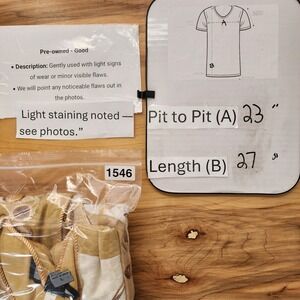 Pre-owned - Good
• Description: Gently used with light signs
of wear or minor visible flaws.
• We will point any noticeable flaws out in
the photos.
Light staining noted —
see photos."
A
B
Pit to Pit (A) 23 "
Length (B) 27 "
1546